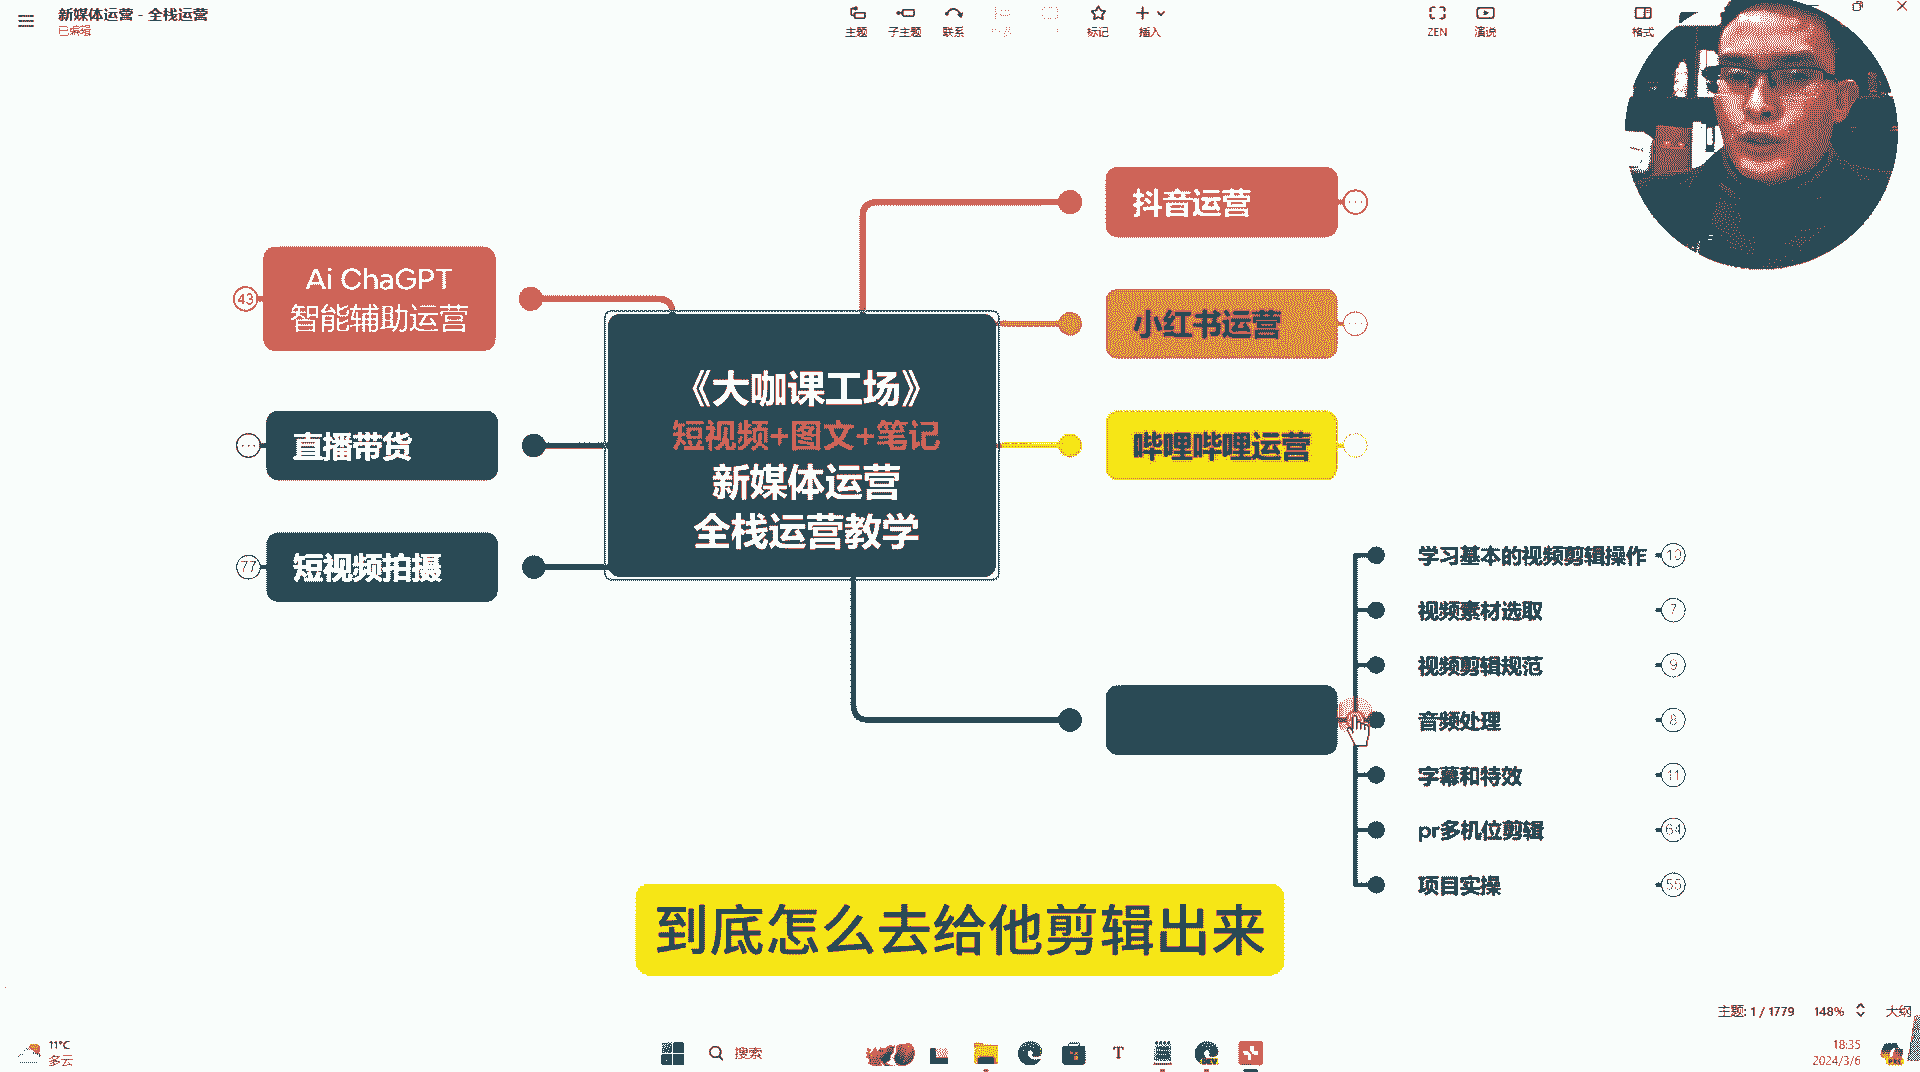 新媒体运营 - 全栈运营
已编辑
主题
子主题
联系
标记
插入
ZEN
演说
格式
Ai ChaGPT
智能辅助运营
43
直播带货
短视频拍摄
77
《大咖课工场》
短视频+图文+笔记
新媒体运营
全栈运营教学
抖音运营
小红书运营
哔哩哔哩运营
学习基本的视频剪辑操作
10
视频素材选取
7
视频剪辑规范
9
音频处理
8
字幕和特效
11
pr多机位剪辑
64
项目实操
55
到底怎么去给他剪辑出来
主题: 1 / 1779
148%
大纲
11°C
多云
搜索
18:35
2024/3/6